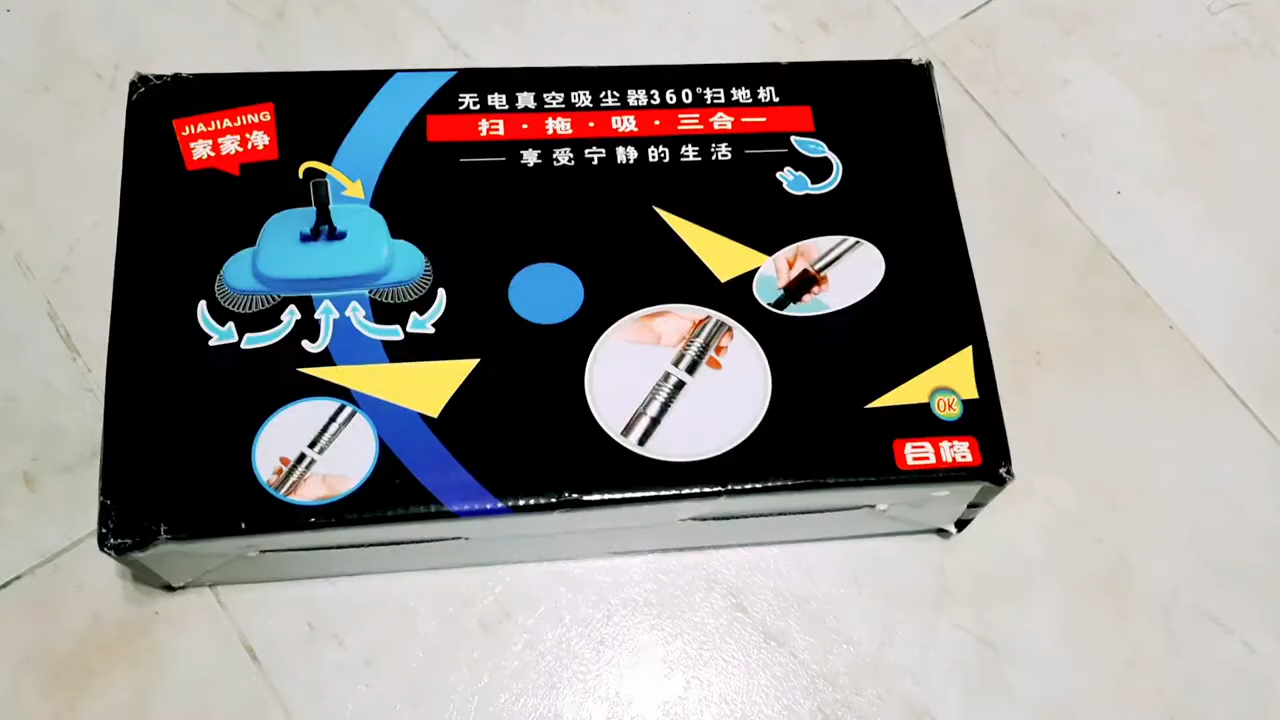 JIAJIAJING
家家净
无电真空吸尘器360°扫地机
扫·拖·吸·三合一
享受宁静的生活
OK
合格